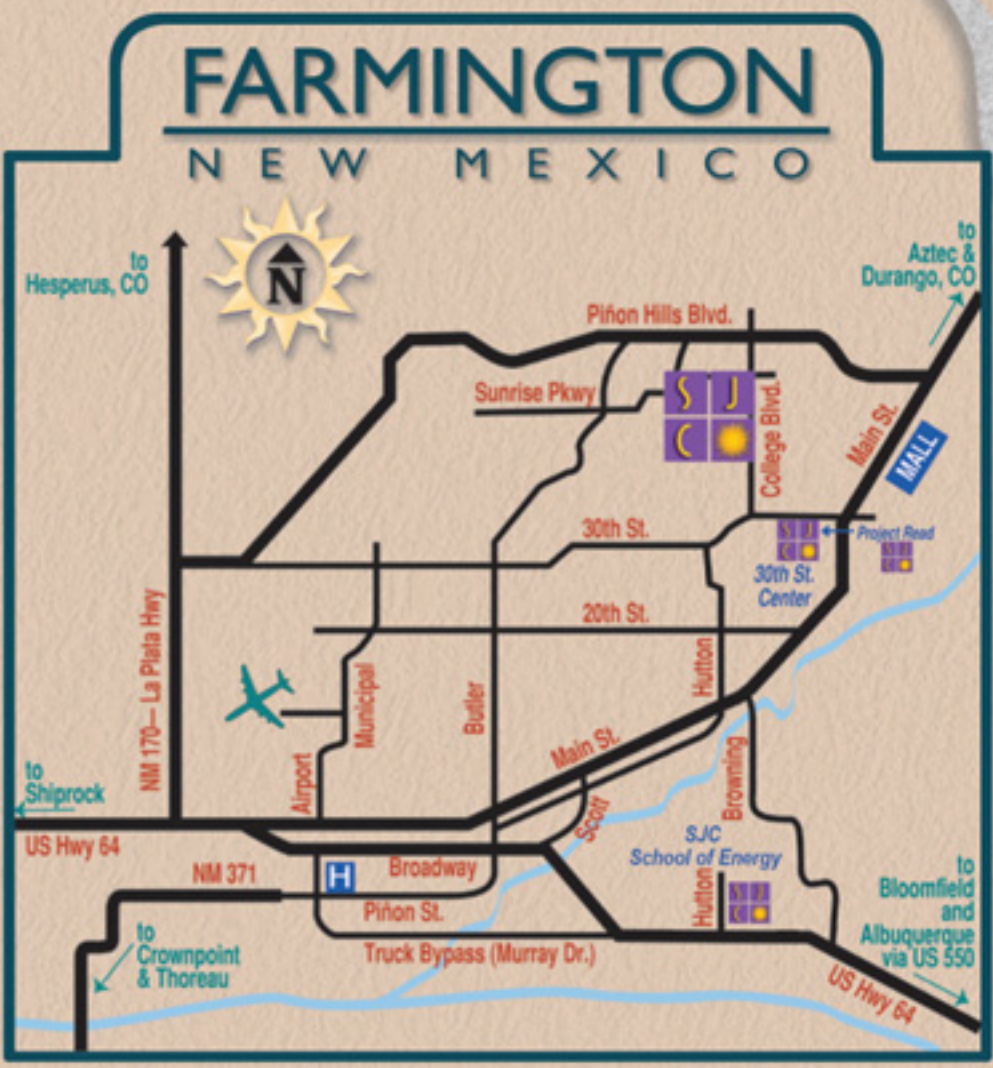 FARMINGTON
NEW MEXICO
to
Hesperus, CO
N
to
Aztec &
Durango, CO
Piñon Hills Blvd.
Sunrise Pkwy
S J
C
College Blvd.
Main St.
MALL
30th St.
S J
C
Project Read
S J
C
30th St.
Center
20th St.
NM 170– La Plata Hwy
Municipal
Butler
Hutton
Main St.
Airport
Browning
to
Shiprock
US Hwy 64
Scott
SJC
School of Energy
NM 371
H
Broadway
Hutton
S J
C
Piñon St.
to
Crownpoint
& Thoreau
Truck Bypass (Murray Dr.)
to
Bloomfield
and
Albuquerque
via US 550
US Hwy 64